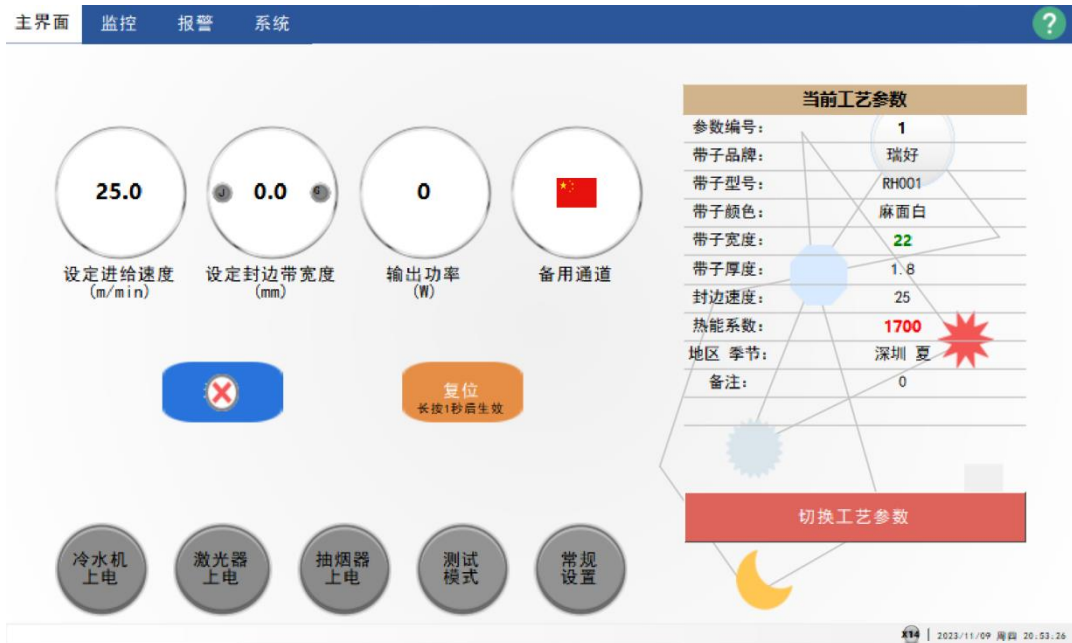 主界面 监控 报警 系统 ?
25.0
J 0.0 G
0
设定进给速度
(m/min)
设定封边带宽度
(mm)
输出功率
(W)
备用通道
复位
长按1秒后生效
当前工艺参数
参数编号: 1
带子品牌: 瑞好
带子型号: RH001
带子颜色: 麻面白
带子宽度: 22
带子厚度: 1.8
封边速度: 25
热能系数: 1700
地区 季节: 深圳 夏
备注: 0
切换工艺参数
冷水机
上电
激光器
上电
抽烟器
上电
测试
模式
常规
设置
X14 | 2023/11/09 周四 20.53.26